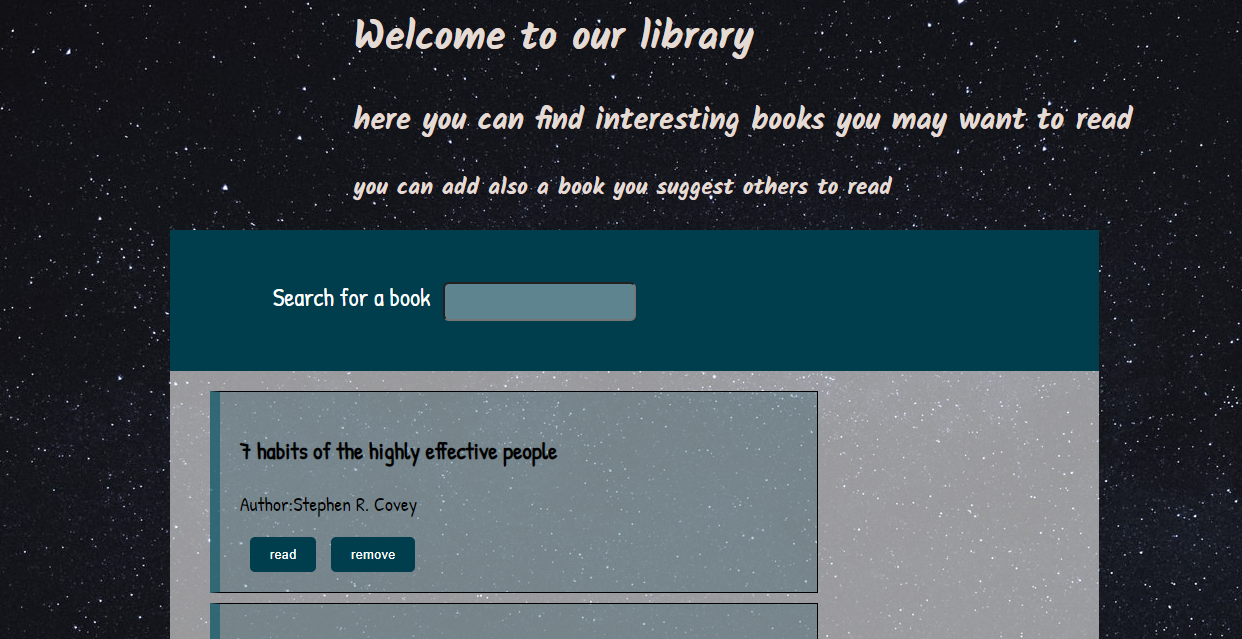 Welcome to our library
here you can find interesting books you may want to read
you can add also a book you suggest others to read
Search for a book
7 habits of the highly effective people
Author:Stephen R. Covey
read remove